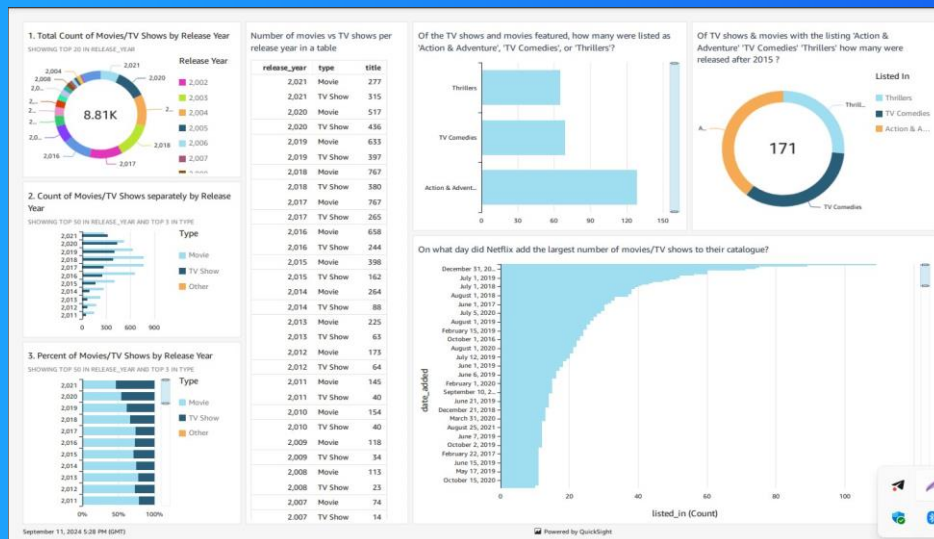 1. Total Count of Movies/TV Shows by Release Year
SHOWING TOP 20 IN RELEASE_YEAR
2,004
2,008
2,0...
2...
2...
2...
2,0...
2,016
2,017
2,018
2...
2,020
2,021
8.81K
Release Year
2,002
2,003
2,004
2,005
2,006
2,007
2. Count of Movies/TV Shows separately by Release Year
SHOWING TOP 50 IN RELEASE_YEAR AND TOP 3 IN TYPE
2,021
2,020
2,019
2,018
2,017
2,016
2,015
2,014
2,013
2,012
2,011
0 300 600 900
Type
Movie
TV Show
Other
3. Percent of Movies/TV Shows by Release Year
SHOWING TOP 50 IN RELEASE_YEAR AND TOP 3 IN TYPE
2,021
2,020
2,019
2,018
2,017
2,016
2,015
2,014
2,013
2,012
2,011
0% 50% 100%
Type
Movie
TV Show
Other
Number of movies vs TV shows per release year in a table
release_year type title
2,021 Movie 277
2,021 TV Show 315
2,020 Movie 517
2,020 TV Show 436
2,019 Movie 633
2,019 TV Show 397
2,018 Movie 767
2,018 TV Show 380
2,017 Movie 767
2,017 TV Show 265
2,016 Movie 658
2,016 TV Show 244
2,015 Movie 398
2,015 TV Show 162
2,014 Movie 264
2,014 TV Show 88
2,013 Movie 225
2,013 TV Show 63
2,012 Movie 173
2,012 TV Show 64
2,011 Movie 145
2,011 TV Show 40
2,010 Movie 154
2,010 TV Show 40
2,009 Movie 118
2,009 TV Show 34
2,008 Movie 113
2,008 TV Show 23
2,007 Movie 74
2,007 TV Show 14
Of the TV shows and movies featured, how many were listed as
'Action & Adventure', 'TV Comedies', or 'Thrillers'?
Thrillers
TV Comedies
Action & Advent...
0 30 60 90 120 150
Of TV shows & movies with the listing 'Action &
Adventure' 'TV Comedies' 'Thrillers' how many were
released after 2015 ?
A...
Thrill...
TV Comedies
171
Listed In
Thrillers
TV Comedies
Action & A...
On what day did Netflix add the largest number of movies/TV shows to their catalogue?
date_added
December 31, 20...
July 1, 2019
July 1, 2018
August 1, 2018
June 1, 2017
July 5, 2020
August 1, 2019
February 15, 2019
October 1, 2016
August 1, 2020
July 12, 2019
June 1, 2019
June 6, 2019
February 1, 2020
September 10, 2...
June 21, 2019
December 21, 2018
March 31, 2020
August 25, 2021
June 7, 2019
October 2, 2019
February 22, 2017
June 15, 2019
May 17, 2019
October 15, 2020
0 20 40 60 80 100
listed_in (Count)
September 11, 2024 5:28 PM (GMT)
Powered by QuickSight